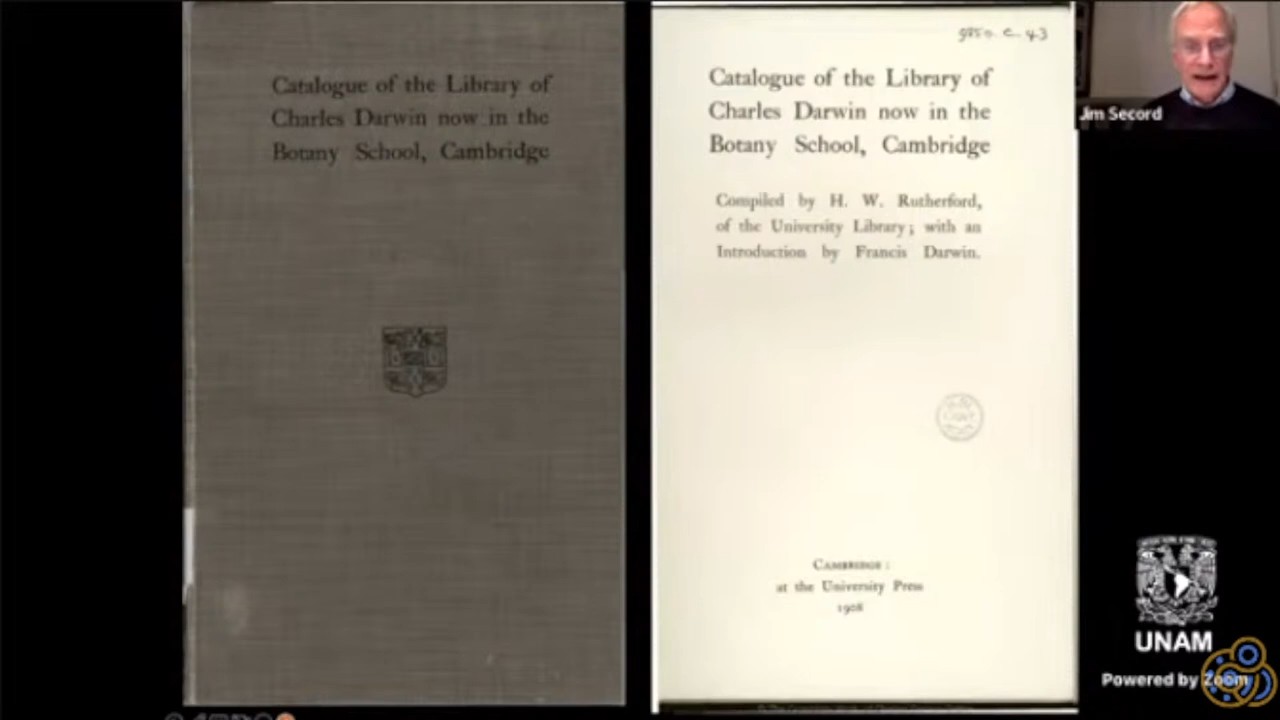 Catalogue of the Library of
Charles Darwin now in the
Botany School, Cambridge
Catalogue of the Library of
Charles Darwin now in the
Botany School, Cambridge
Compiled by H. W. Rutherford,
of the University Library; with an
Introduction by Francis Darwin.
CAMBRIDGE:
at the University Press
1908
Jim Secord
UNAM
Powered by Zoom